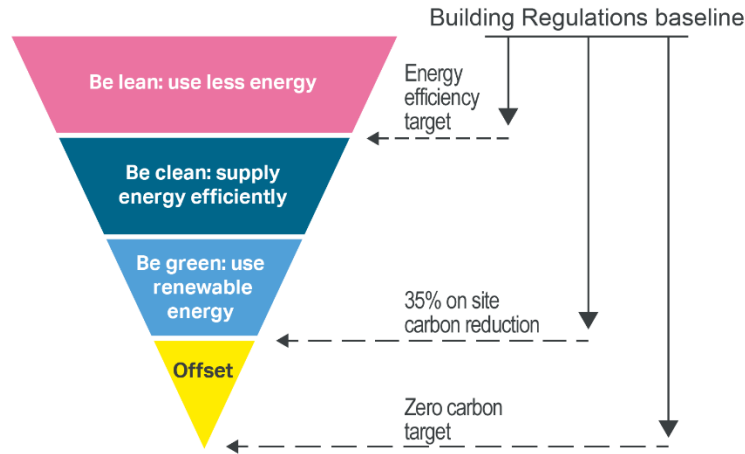 Building Regulations baseline
Be lean: use less energy
Energy
efficiency
target
Be clean: supply
energy efficiently
Be green: use
renewable
energy
35% on site
carbon reduction
Offset
Zero carbon
target